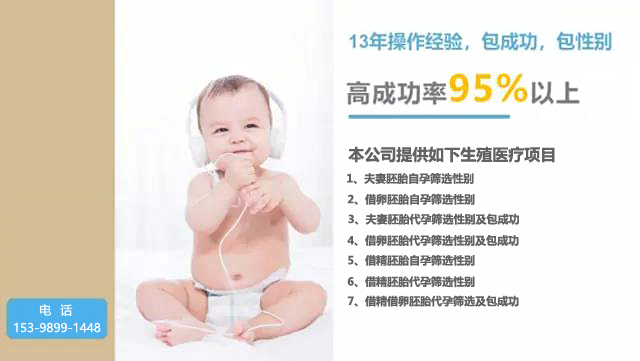 13年操作经验，包成功，包性别
高成功率95%以上
本公司提供如下生殖医疗项目
1、夫妻胚胎自孕筛选性别
2、借卵胚胎自孕筛选性别
3、夫妻胚胎代孕筛选性别及包成功
4、借卵胚胎代孕筛选性别及包成功
5、借精胚胎自孕筛选性别
6、借精胚胎代孕筛选性别
7、借精借卵胚胎代孕筛选及包成功
电 话
153-9899-1448